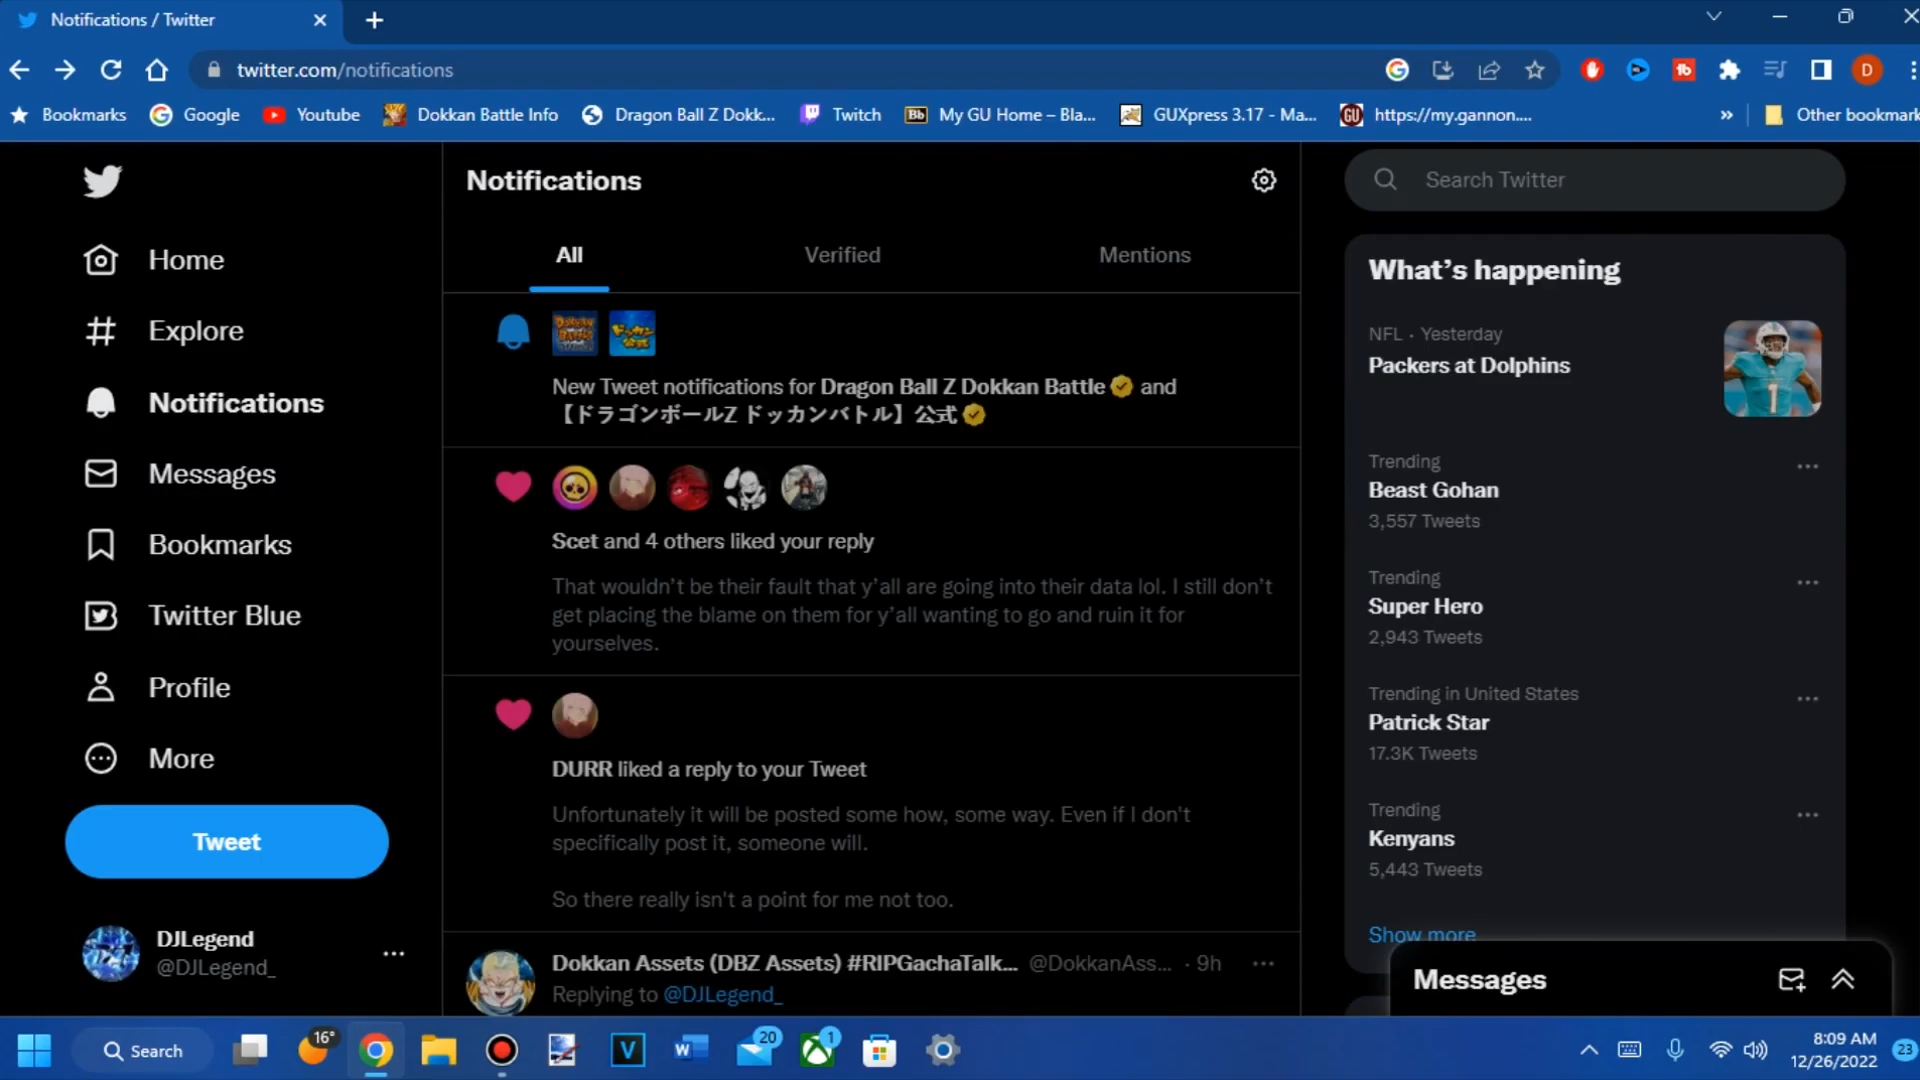 Notifications / Twitter
twitter.com/notifications
Bookmarks
Google
Youtube
Dokkan Battle Info
Dragon Ball Z Dokk...
Twitch
Bb
My GU Home – Bla...
GUXpress 3.17 - Ma...
GU
https://my.gannon....
»
Other bookmark
tb
D
Home
Explore
Notifications
Messages
Bookmarks
Twitter Blue
Profile
More
Tweet
DJLegend
@DJLegend_
Notifications
All
Verified
Mentions
New Tweet notifications for Dragon Ball Z Dokkan Battle and
【ドラゴンボールZ ドッカンバトル】公式
Scet and 4 others liked your reply
That wouldn't be their fault that y'all are going into their data lol. I still don't
get placing the blame on them for y'all wanting to go and ruin it for
yourselves.
DURR liked a reply to your Tweet
Unfortunately it will be posted some how, some way. Even if I don't
specifically post it, someone will.
So there really isn't a point for me not too.
Dokkan Assets (DBZ Assets) #RIPGachaTalk... @DokkanAss... · 9h
Replying to @DJLegend_
Search Twitter
What's happening
NFL · Yesterday
Packers at Dolphins
Trending
Beast Gohan
3,557 Tweets
Trending
Super Hero
2,943 Tweets
Trending in United States
Patrick Star
17.3K Tweets
Trending
Kenyans
5,443 Tweets
Show more
Messages
Search
16°
V
W
20
1
8:09 AM
12/26/2022
23